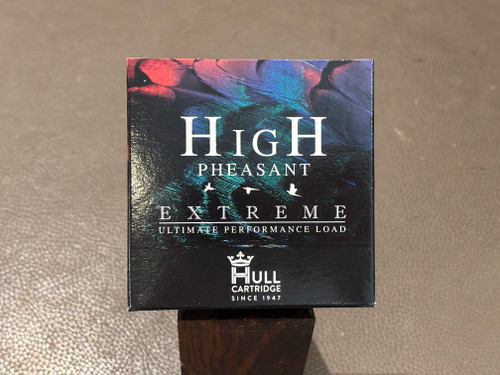 HIGH
PHEASANT
EXTREME
ULTIMATE PERFORMANCE LOAD
HULL
CARTRIDGE
SINCE 1947